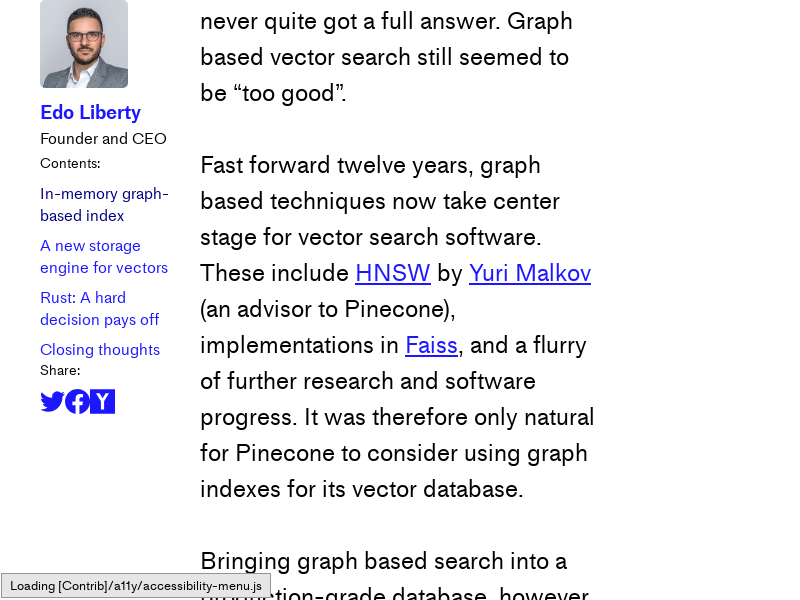 Edo Liberty
Founder and CEO
Contents:
In-memory graph-
based index
A new storage
engine for vectors
Rust: A hard
decision pays off
Closing thoughts
Share:
never quite got a full answer. Graph
based vector search still seemed to
be “too good”.
Fast forward twelve years, graph
based techniques now take center
stage for vector search software.
These include HNSW by Yuri Malkov
(an advisor to Pinecone),
implementations in Faiss, and a flurry
of further research and software
progress. It was therefore only natural
for Pinecone to consider using graph
indexes for its vector database.
Bringing graph based search into a
production-grade database, however
Loading [Contrib]/a11y/accessibility-menu.js